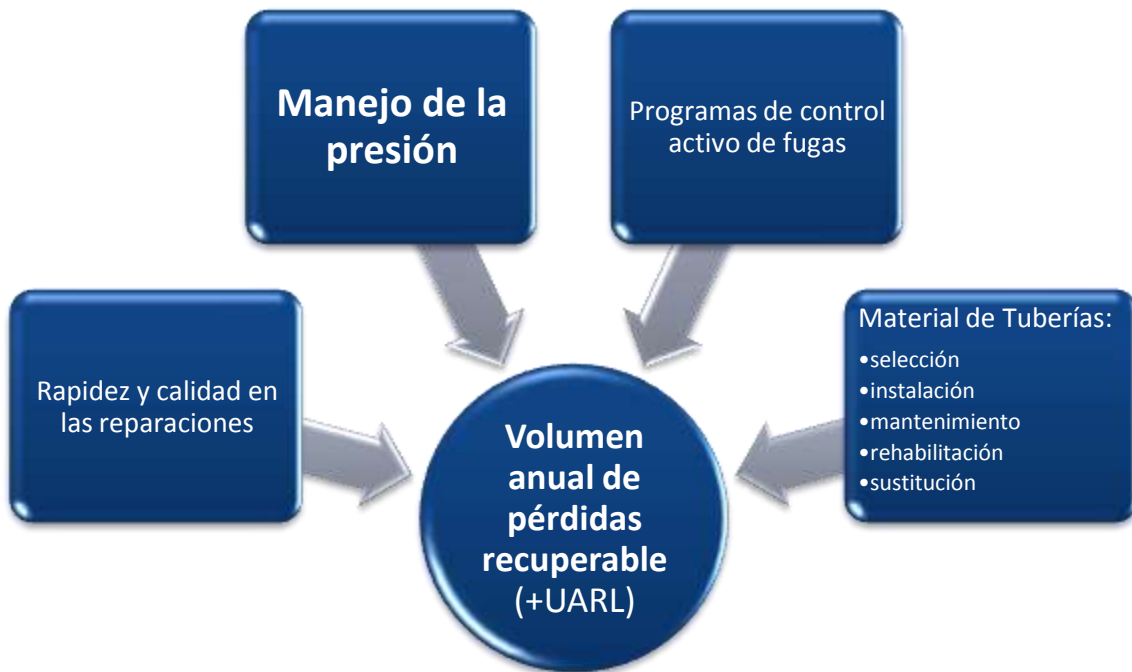 Manejo de la
presión
Programas de control
activo de fugas
Rapidez y calidad en
las reparaciones
Material de Tuberías:
•selección
•instalación
•mantenimiento
•rehabilitación
•sustitución
Volumen
anual de
pérdidas
recuperable
(+UARL)